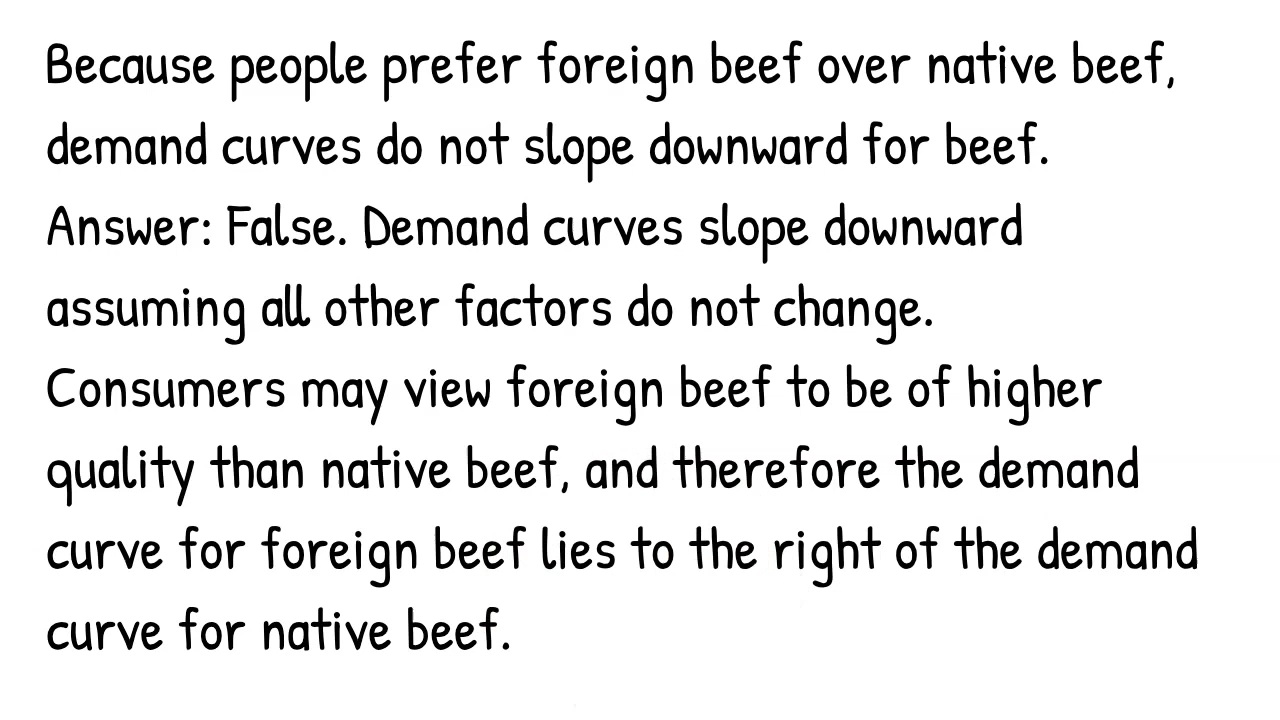 Because people prefer foreign beef over native beef,
demand curves do not slope downward for beef.
Answer: False. Demand curves slope downward
assuming all other factors do not change.
Consumers may view foreign beef to be of higher
quality than native beef, and therefore the demand
curve for foreign beef lies to the right of the demand
curve for native beef.